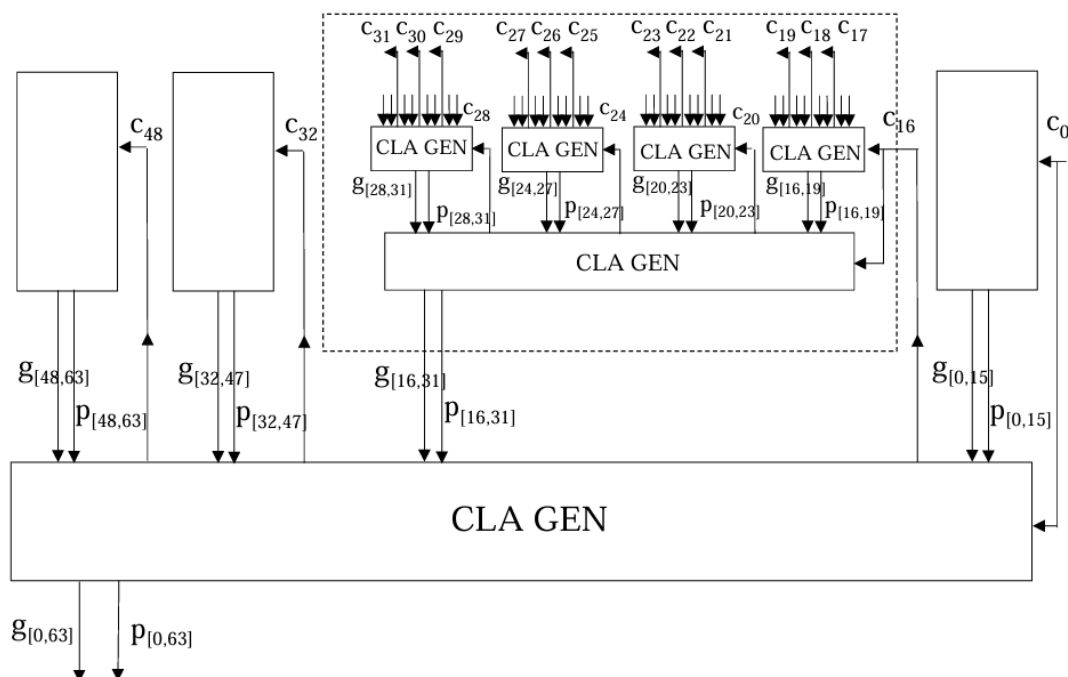 c31 c30 c29 c27 c26 c25 c23 c22 c21 c19 c18 c17
c48 c32 c28 c24 c20 c16 c0
CLA GEN CLA GEN CLA GEN CLA GEN
g[28,31] g[24,27] g[20,23] g[16,19]
p[28,31] p[24,27] p[20,23] p[16,19]
CLA GEN
g[48,63] g[32,47] g[16,31] g[0,15]
p[48,63] p[32,47] p[16,31] p[0,15]
CLA GEN
g[0,63] p[0,63]